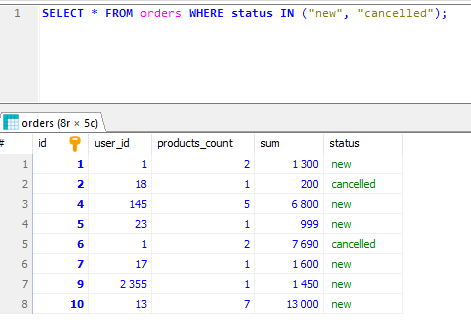 1 SELECT * FROM orders WHERE status IN ("new", "cancelled");
orders (8r × 5c)
# id user_id products_count sum status
1 1 1 2 1 300 new
2 2 18 1 200 cancelled
3 4 145 5 6 800 new
4 5 23 1 999 new
5 6 1 2 7 690 cancelled
6 7 17 1 1 600 new
7 9 2 355 1 1 450 new
8 10 13 7 13 000 new